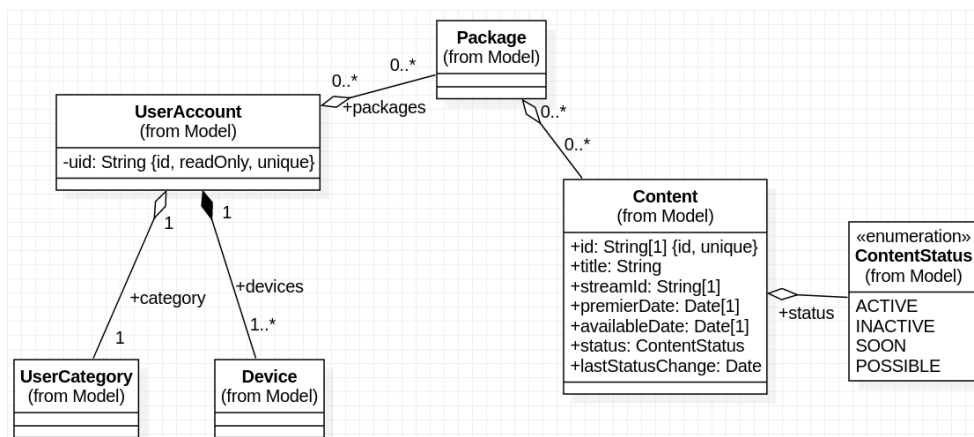 Package
(from Model)
0..*
0..*
+packages
UserAccount
(from Model)
-uid: String {id, readOnly, unique}
0..*
0..*
Content
(from Model)
+id: String[1] {id, unique}
+title: String
+streamId: String[1]
+premierDate: Date[1]
+availableDate: Date[1]
+status: ContentStatus
+lastStatusChange: Date
«enumeration»
ContentStatus
(from Model)
ACTIVE
INACTIVE
SOON
POSSIBLE
+status
1
1
+category
+devices
1
1..*
UserCategory
(from Model)
Device
(from Model)